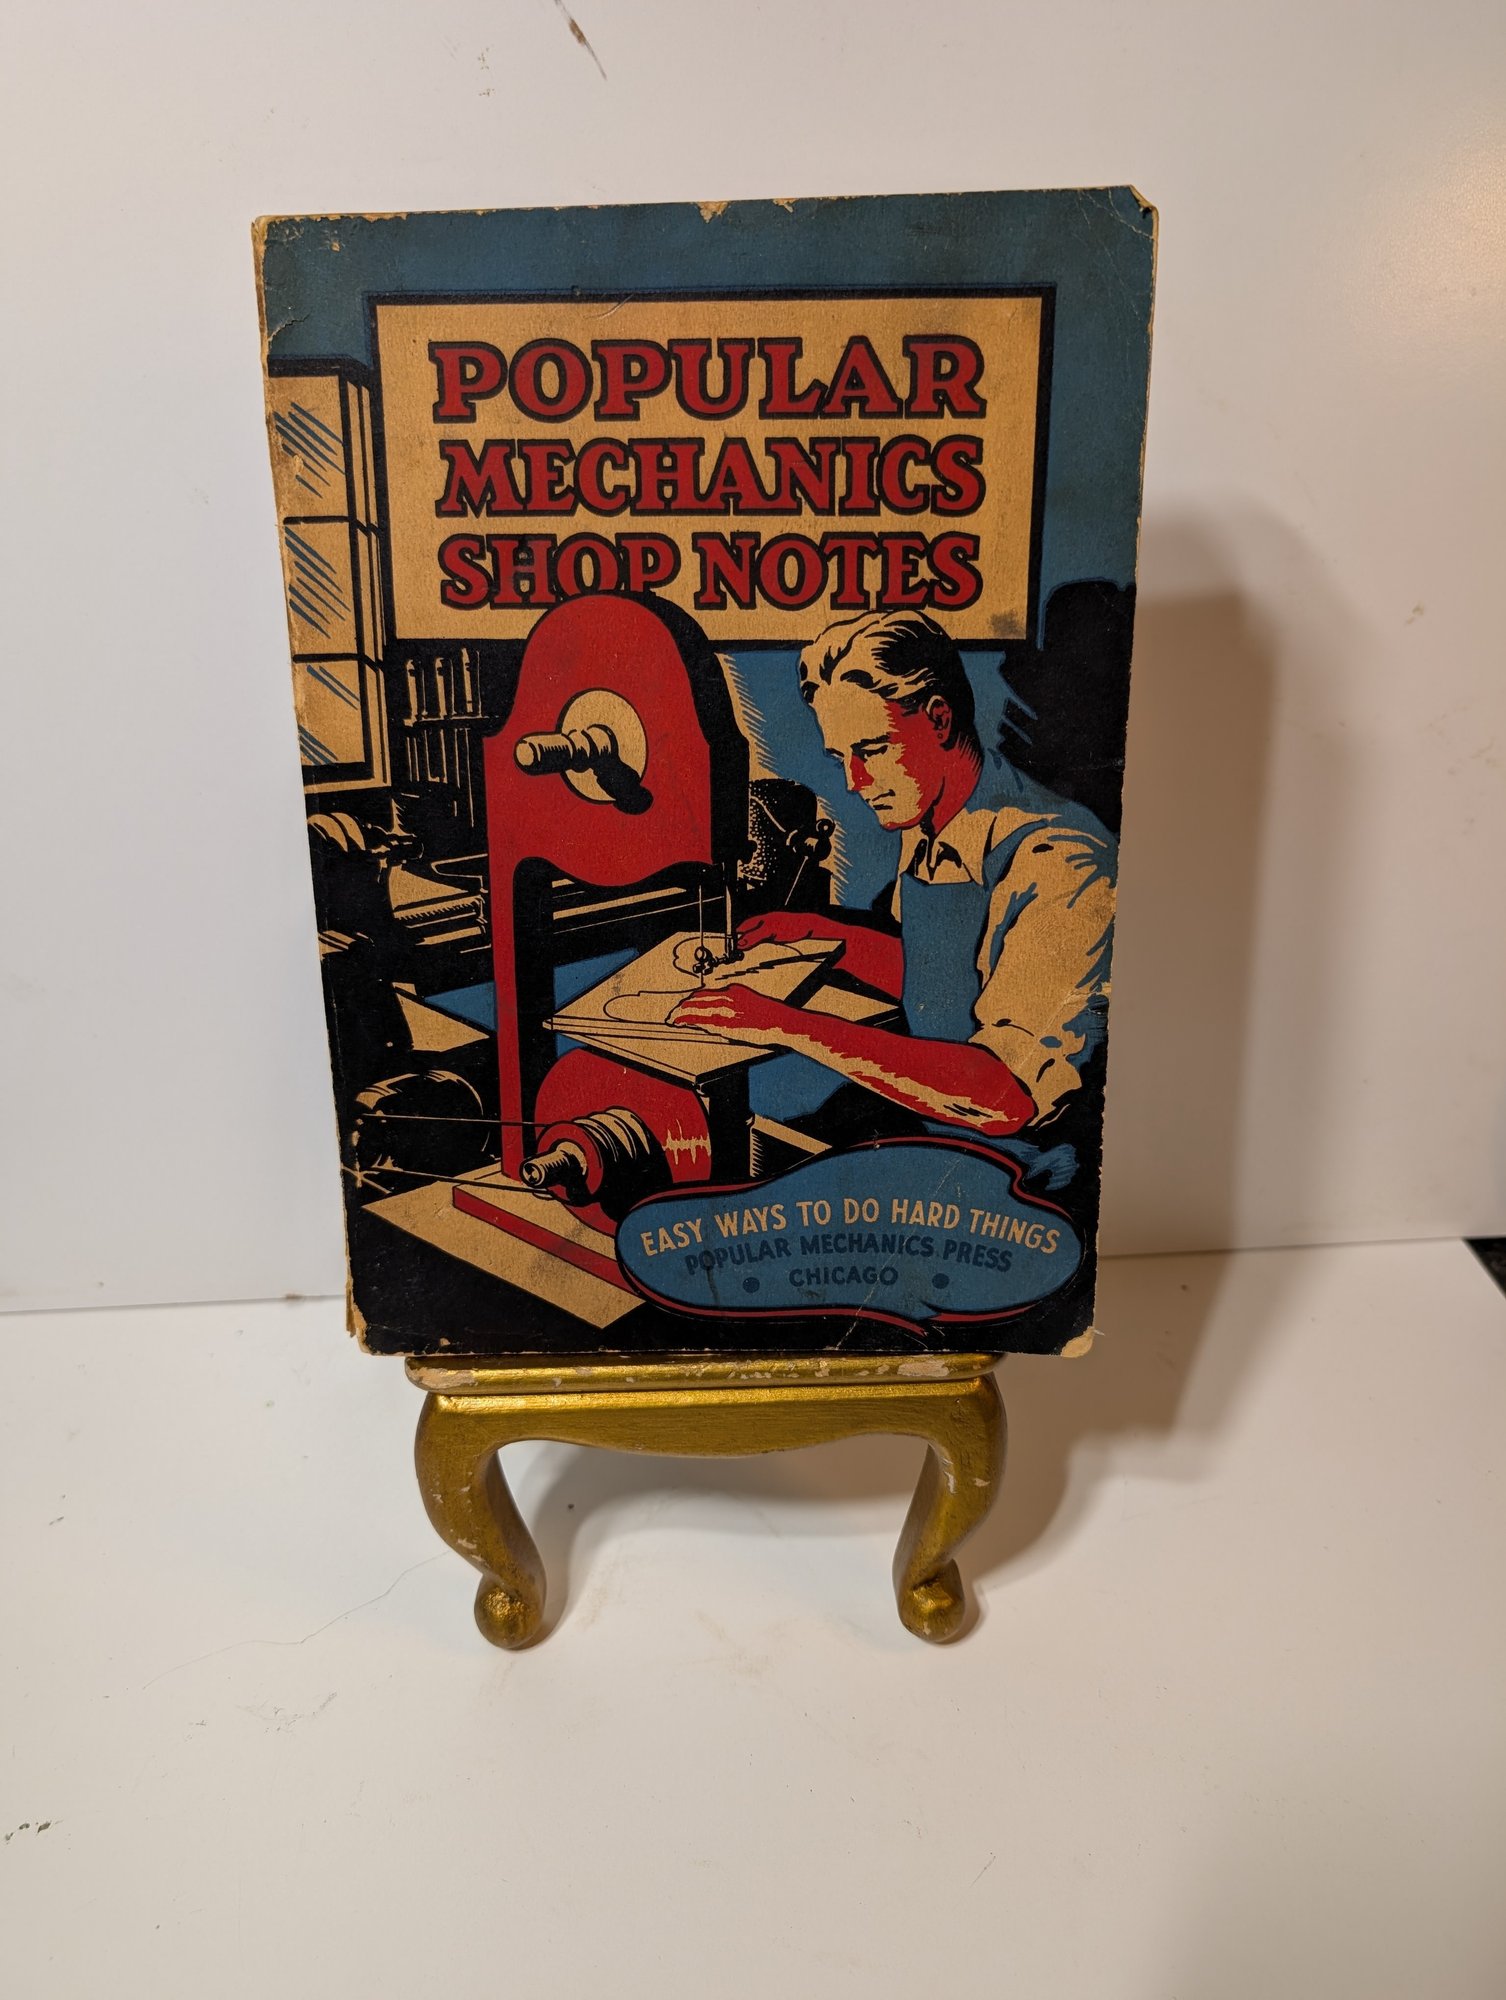 POPULAR
MECHANICS
SHOP NOTES
EASY WAYS TO DO HARD THINGS
POPULAR MECHANICS PRESS
CHICAGO